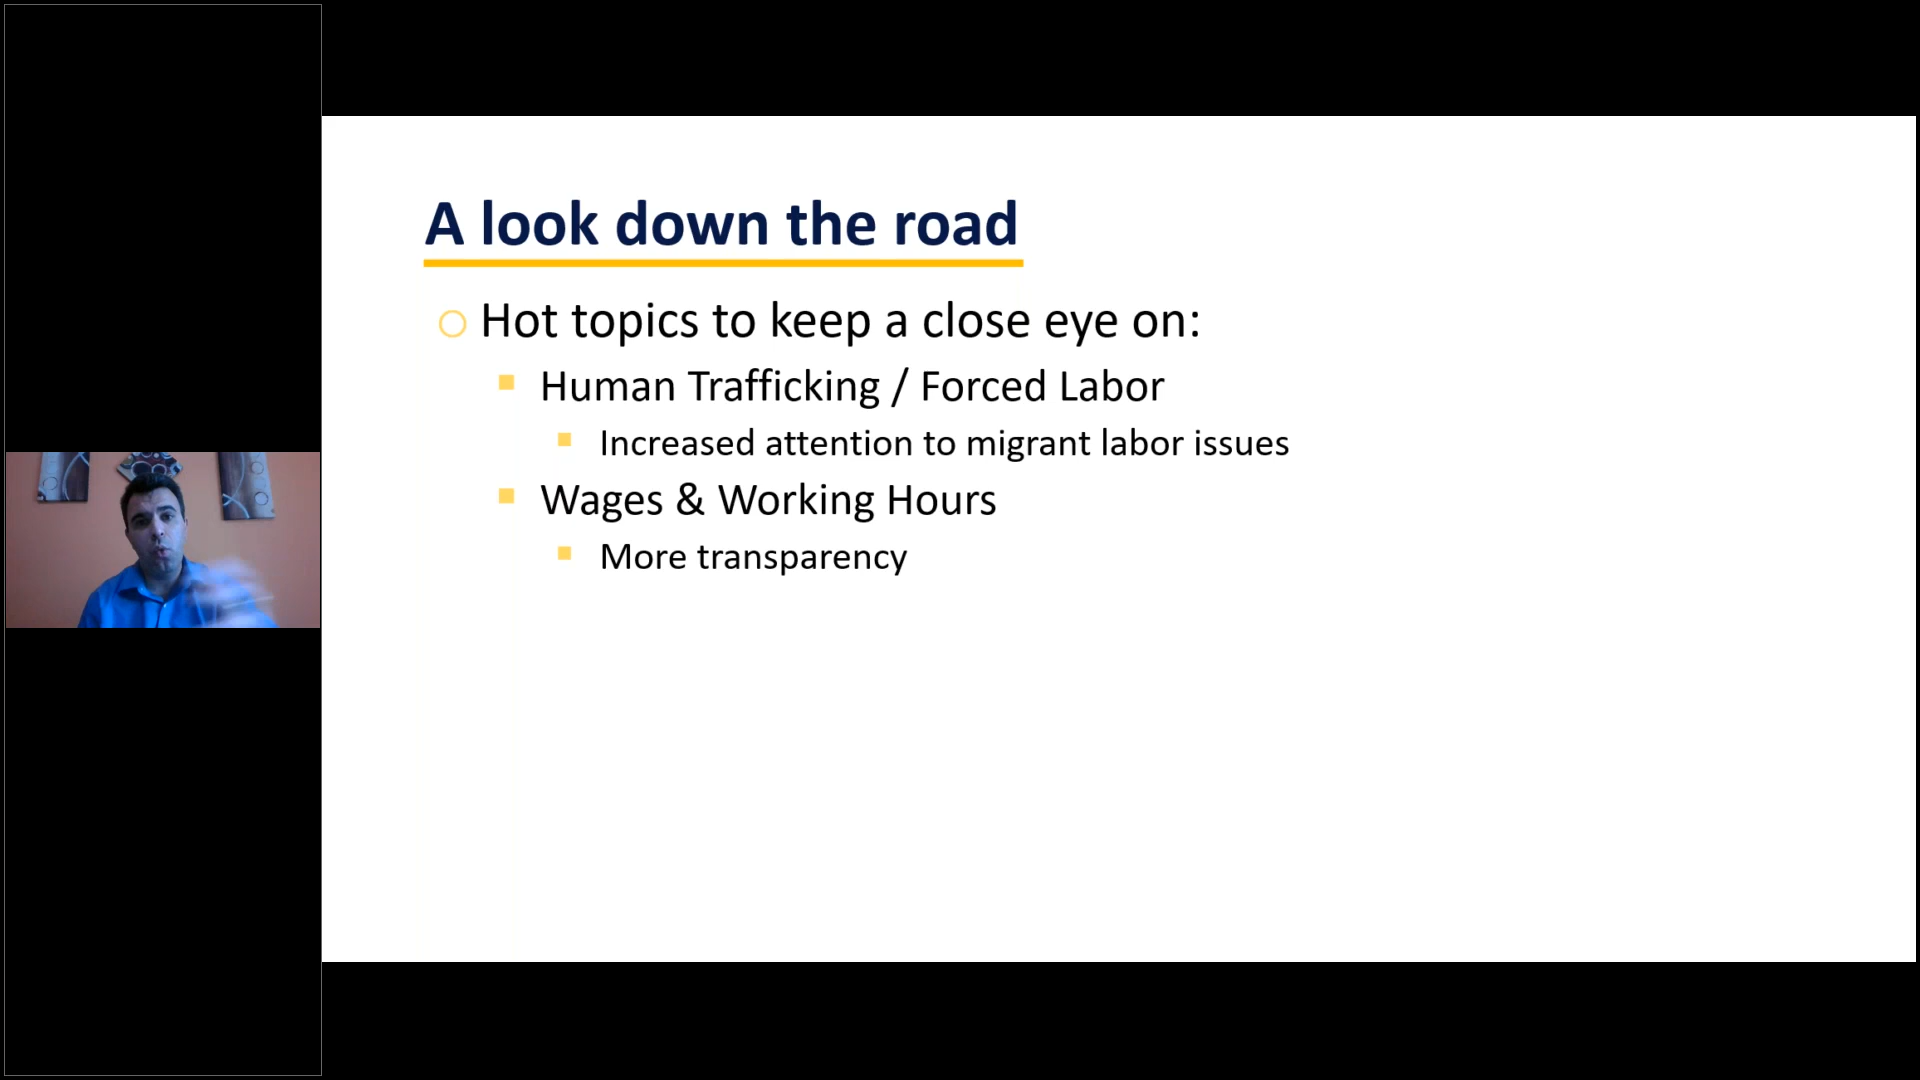 A look down the road
Hot topics to keep a close eye on:
Human Trafficking / Forced Labor
Increased attention to migrant labor issues
Wages & Working Hours
More transparency